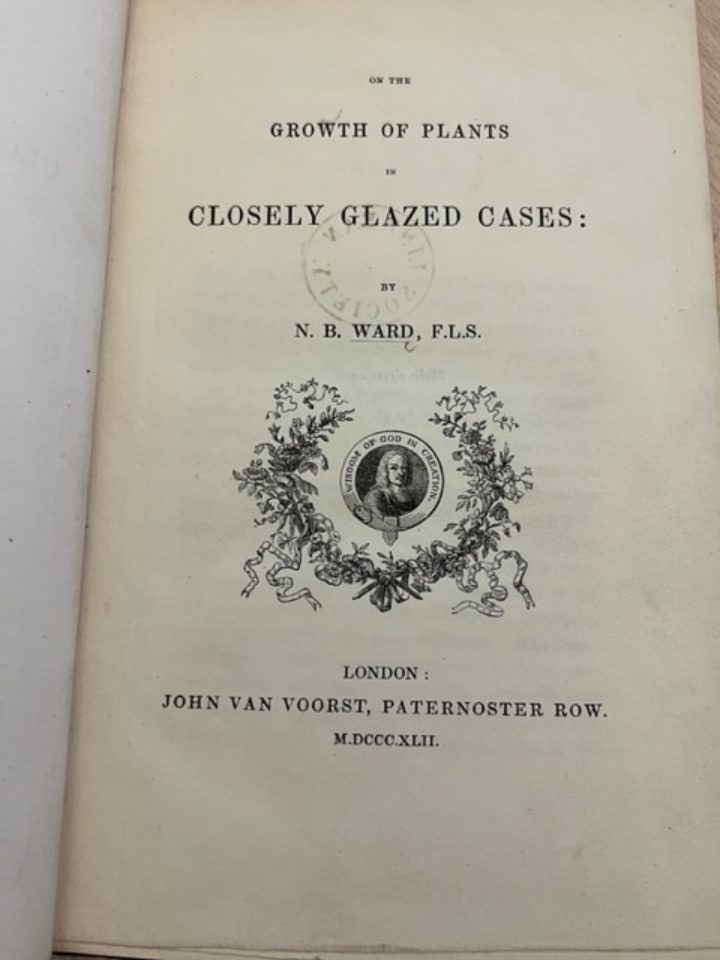 ON THE
GROWTH OF PLANTS
IN
CLOSELY GLAZED CASES:
BY
N. B. WARD, F.L.S.
WISDOM OF GOD IN CREATION.
LONDON:
JOHN VAN VOORST, PATERNOSTER ROW.
M.DCCC.XLII.